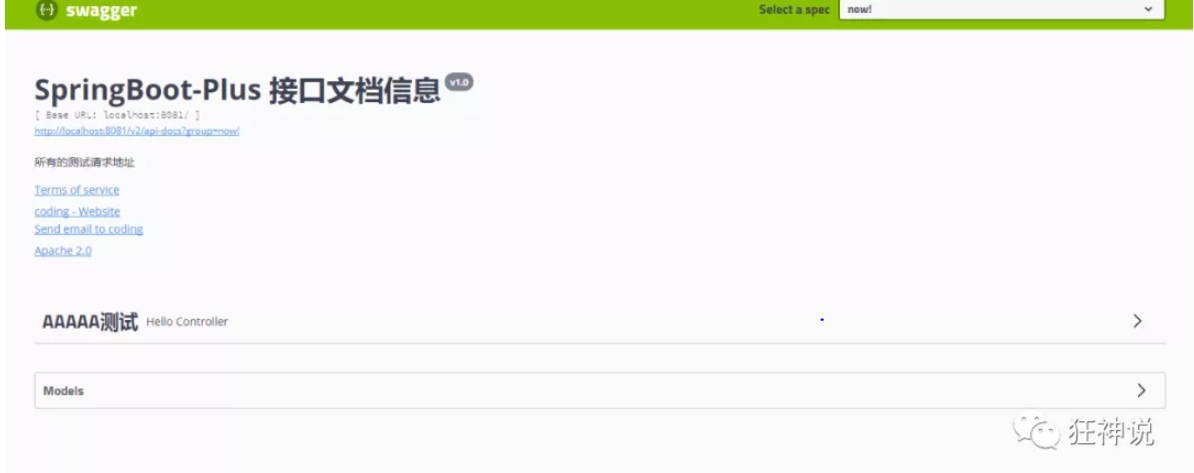 {···} swagger
Select a spec now!
SpringBoot-Plus 接口文档信息 v1.0
[ Base URL: localhost:8081/ ]
http://localhost:8081/v2/api-docs?group=now!
所有的测试请求地址
Terms of service
coding - Website
Send email to coding
Apache 2.0
AAAAA测试 Hello Controller
Models
狂神说